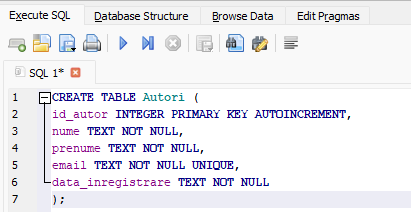 Execute SQL Database Structure Browse Data Edit Pragmas
SQL 1*
1 CREATE TABLE Autori (
2 id_autor INTEGER PRIMARY KEY AUTOINCREMENT,
3 nume TEXT NOT NULL,
4 prenume TEXT NOT NULL,
5 email TEXT NOT NULL UNIQUE,
6 data_inregistrare TEXT NOT NULL
7 );